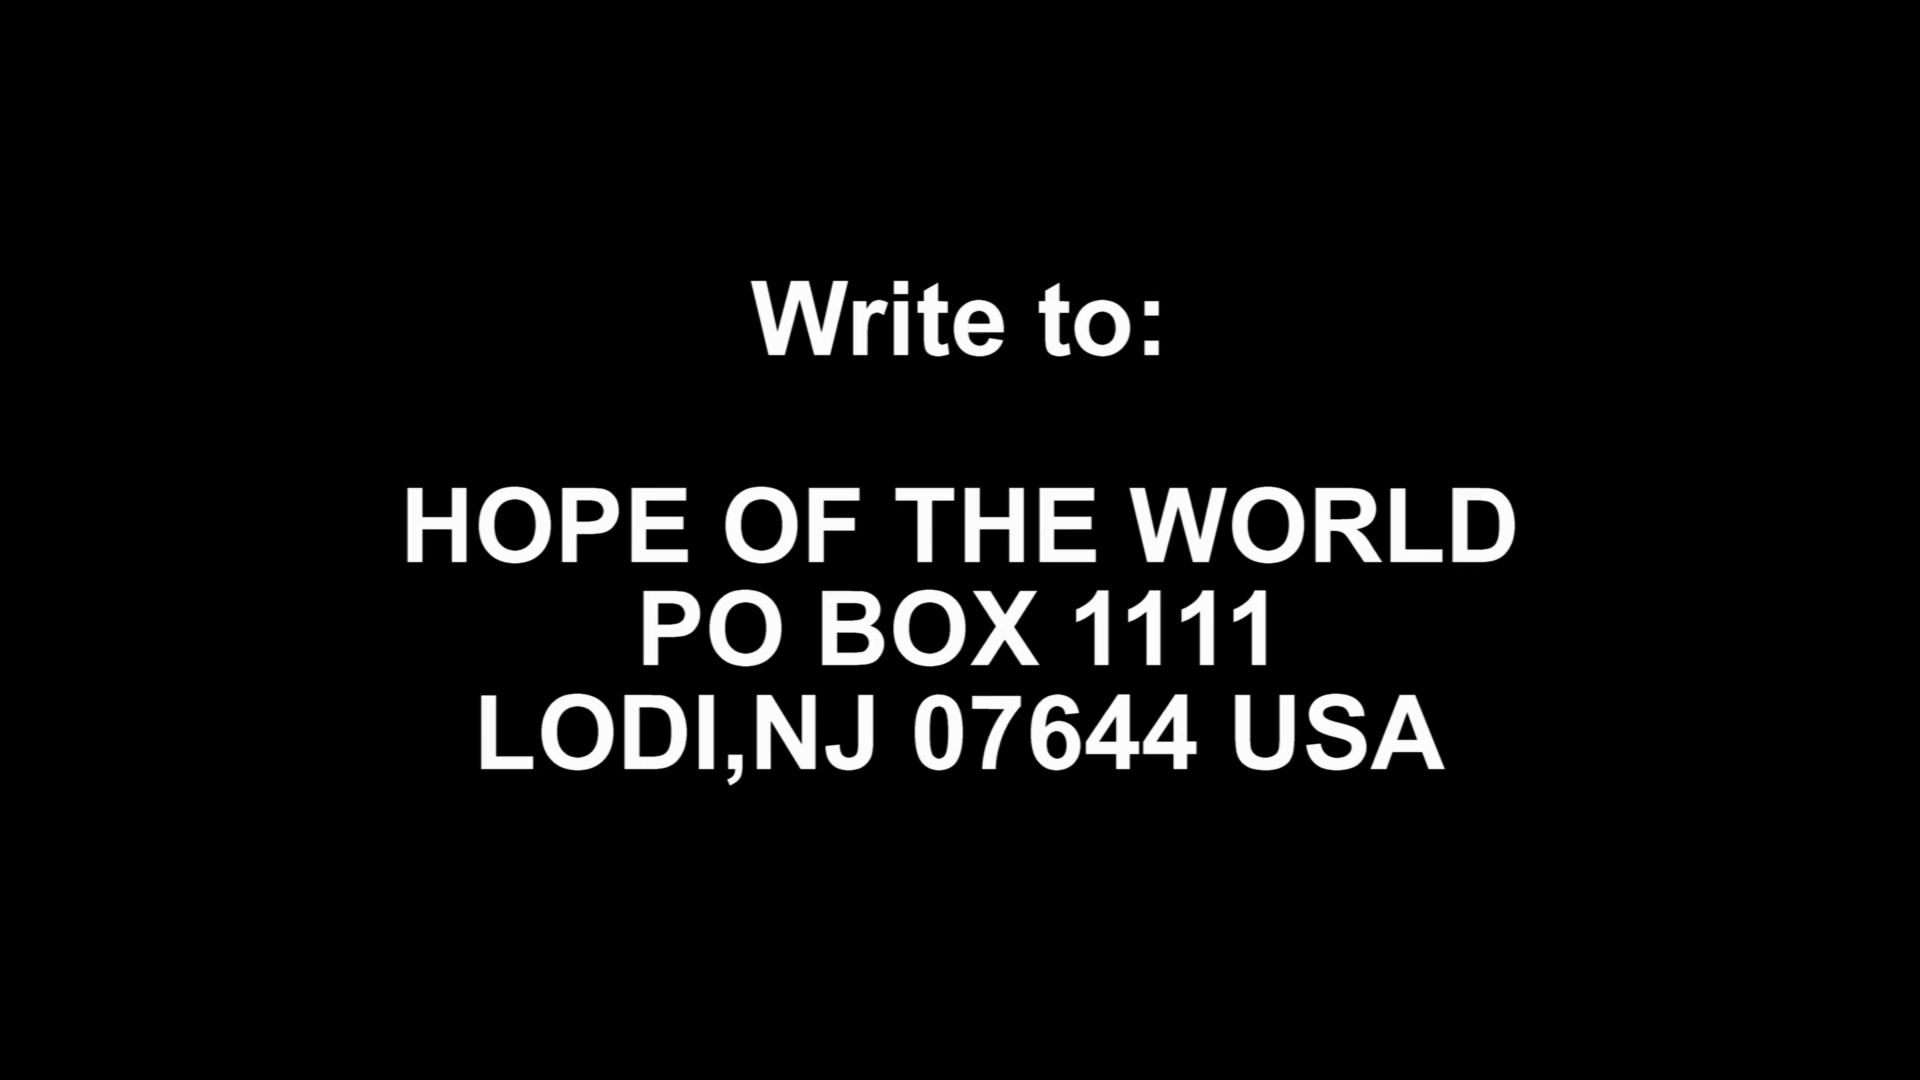 Write to:
HOPE OF THE WORLD
PO BOX 1111
LODI,NJ 07644 USA